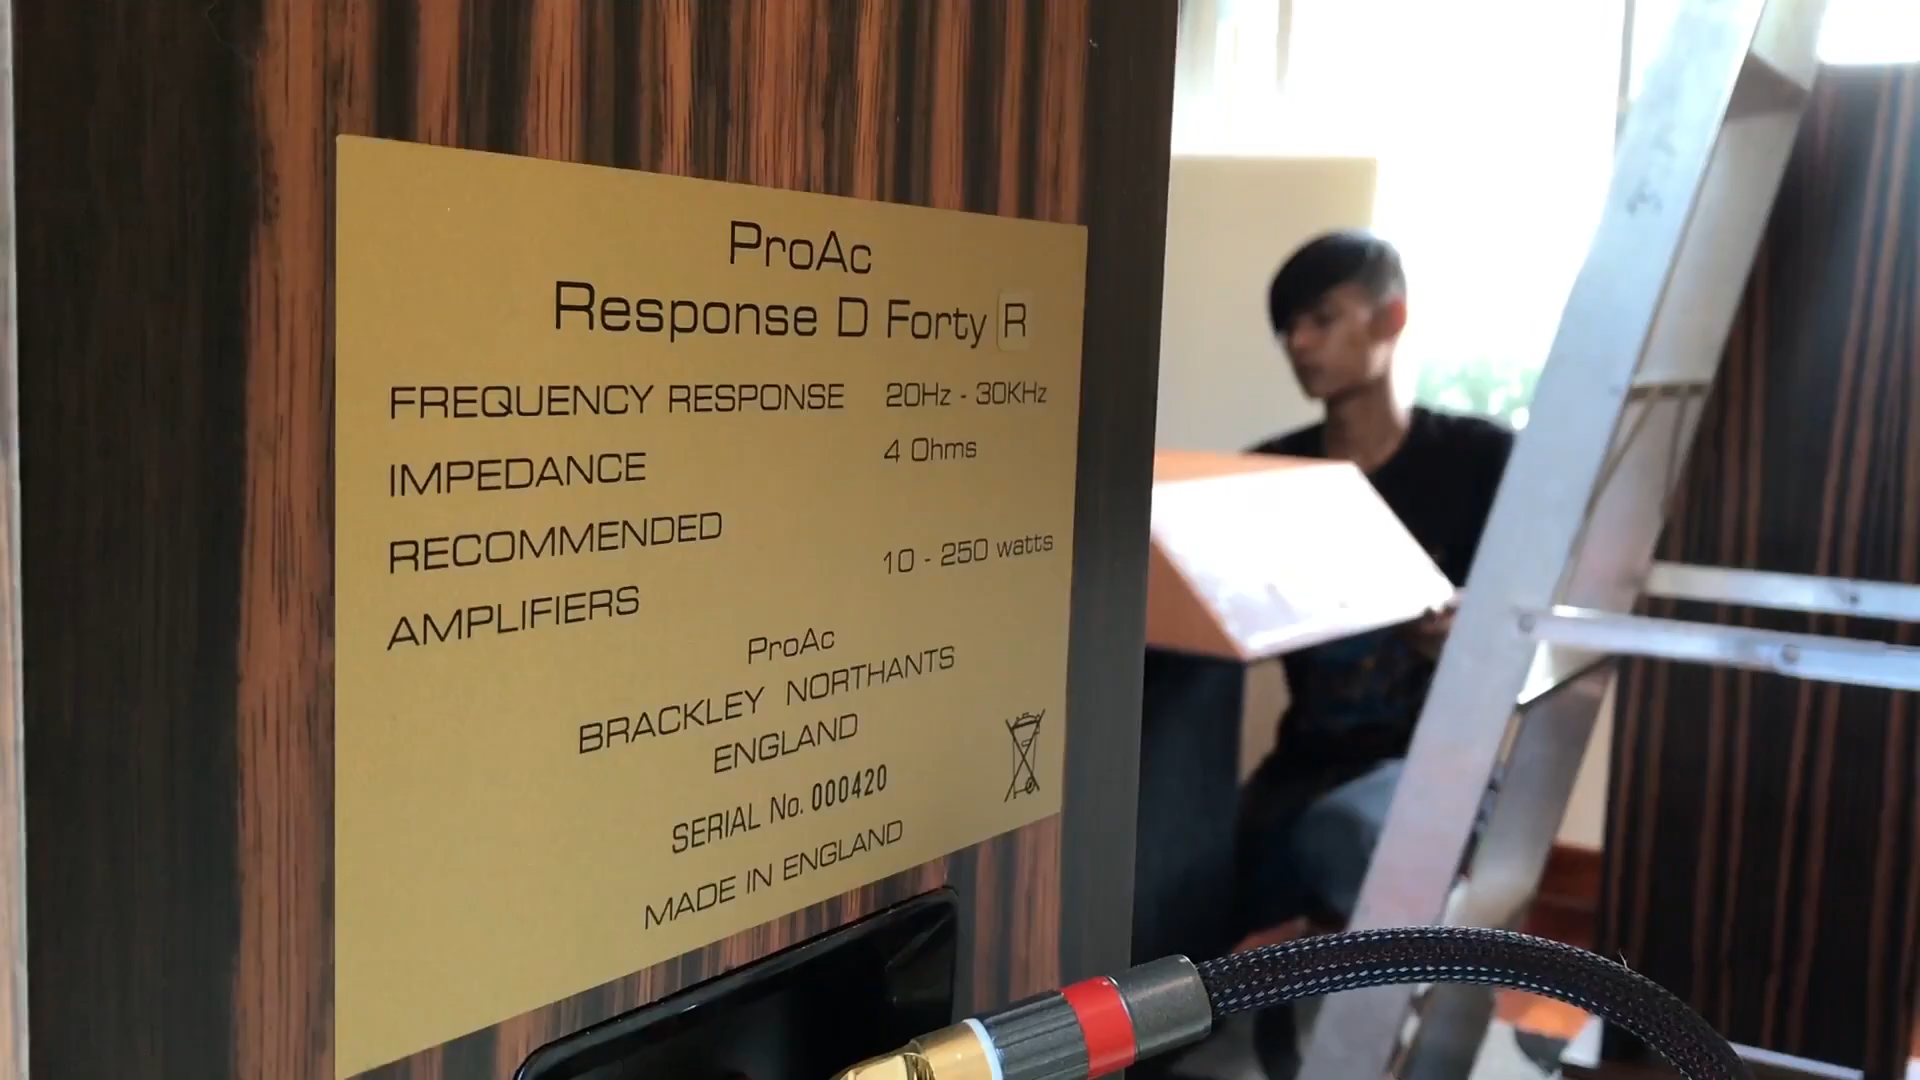 ProAc
Response D Forty R
FREQUENCY RESPONSE 20Hz - 30KHz
IMPEDANCE 4 Ohms
RECOMMENDED
AMPLIFIERS 10 - 250 watts
ProAc
BRACKLEY NORTHANTS
ENGLAND
SERIAL No. 000420
MADE IN ENGLAND